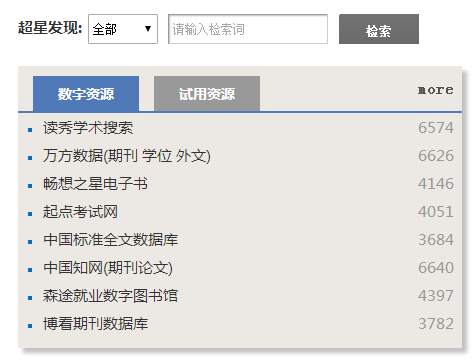 超星发现: 全部 请输入检索词 检索
数字资源 试用资源 more
读秀学术搜索 6574
万方数据(期刊 学位 外文) 6626
畅想之星电子书 4146
起点考试网 4051
中国标准全文数据库 3684
中国知网(期刊论文) 6640
森途就业数字图书馆 4397
博看期刊数据库 3782